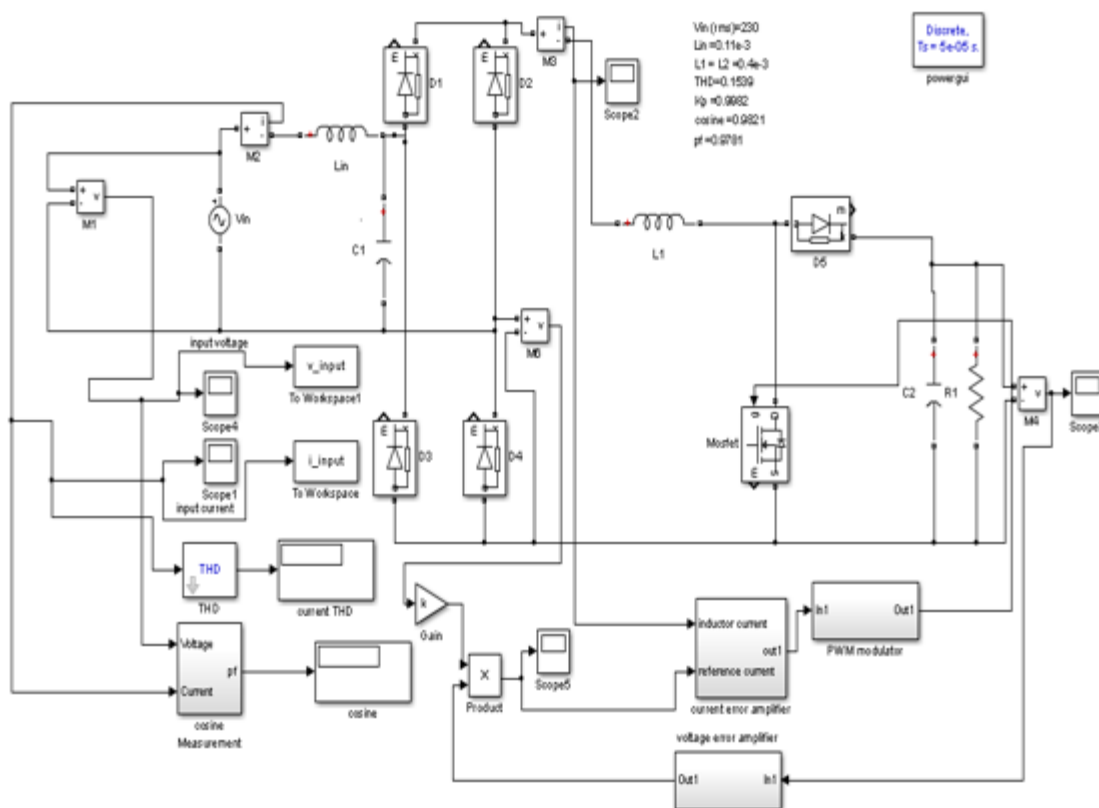 Vin (rms)=230
Lin =0.11e-3
L1 = L2 =0.4e-3
THD=0.1539
Kp =0.9982
cosine =0.9821
pf =0.9781
Discrete,
Ts = 5e-05 s.
powergui
D1
D2
i
M3
Scope2
i
M2
Lin
v
M1
Vin
C1
L1
m
D5
v
M6
input voltage
v_input
To Workspace1
Scope4
i_input
To Workspace
Scope1
input current
D3
D4
g
D
S
m
Mosfet
C2
R1
v
M4
Scope
THD
THD
current THD
k
Gain
Voltage
Current
pf
cosine
Measurement
cosine
X
Product
Scope5
inductor current
reference current
out1
current error amplifier
In1
Out1
PWM modulator
voltage error amplifier
Out1
In1